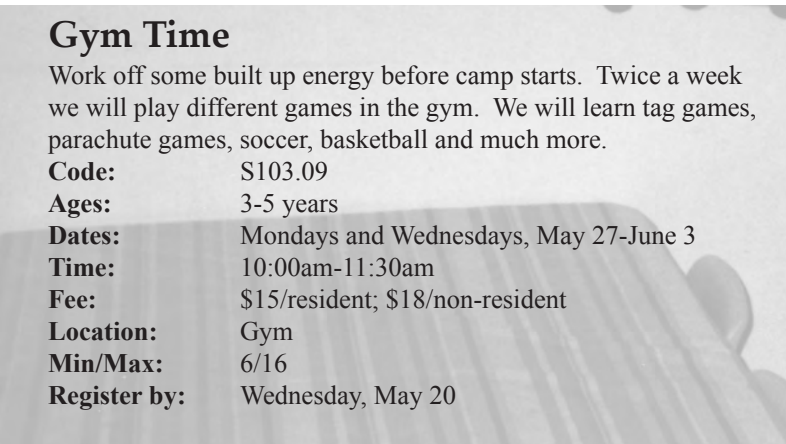 Gym Time
Work off some built up energy before camp starts.  Twice a week
we will play different games in the gym.  We will learn tag games,
parachute games, soccer, basketball and much more.
Code: S103.09
Ages: 3-5 years
Dates: Mondays and Wednesdays, May 27-June 3
Time: 10:00am-11:30am
Fee: $15/resident; $18/non-resident
Location: Gym
Min/Max: 6/16
Register by: Wednesday, May 20